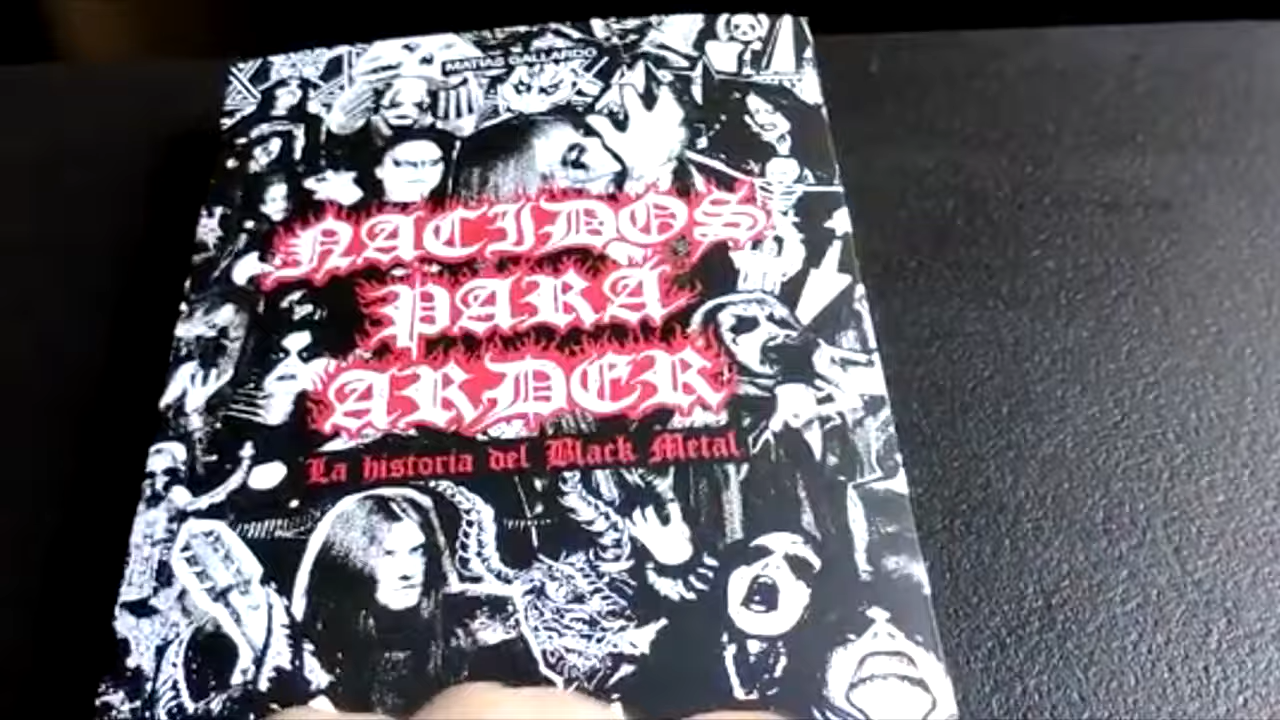 MATIAS GALLARDO
NACIDOS
PARA
ARDER
La historia del Black Metal